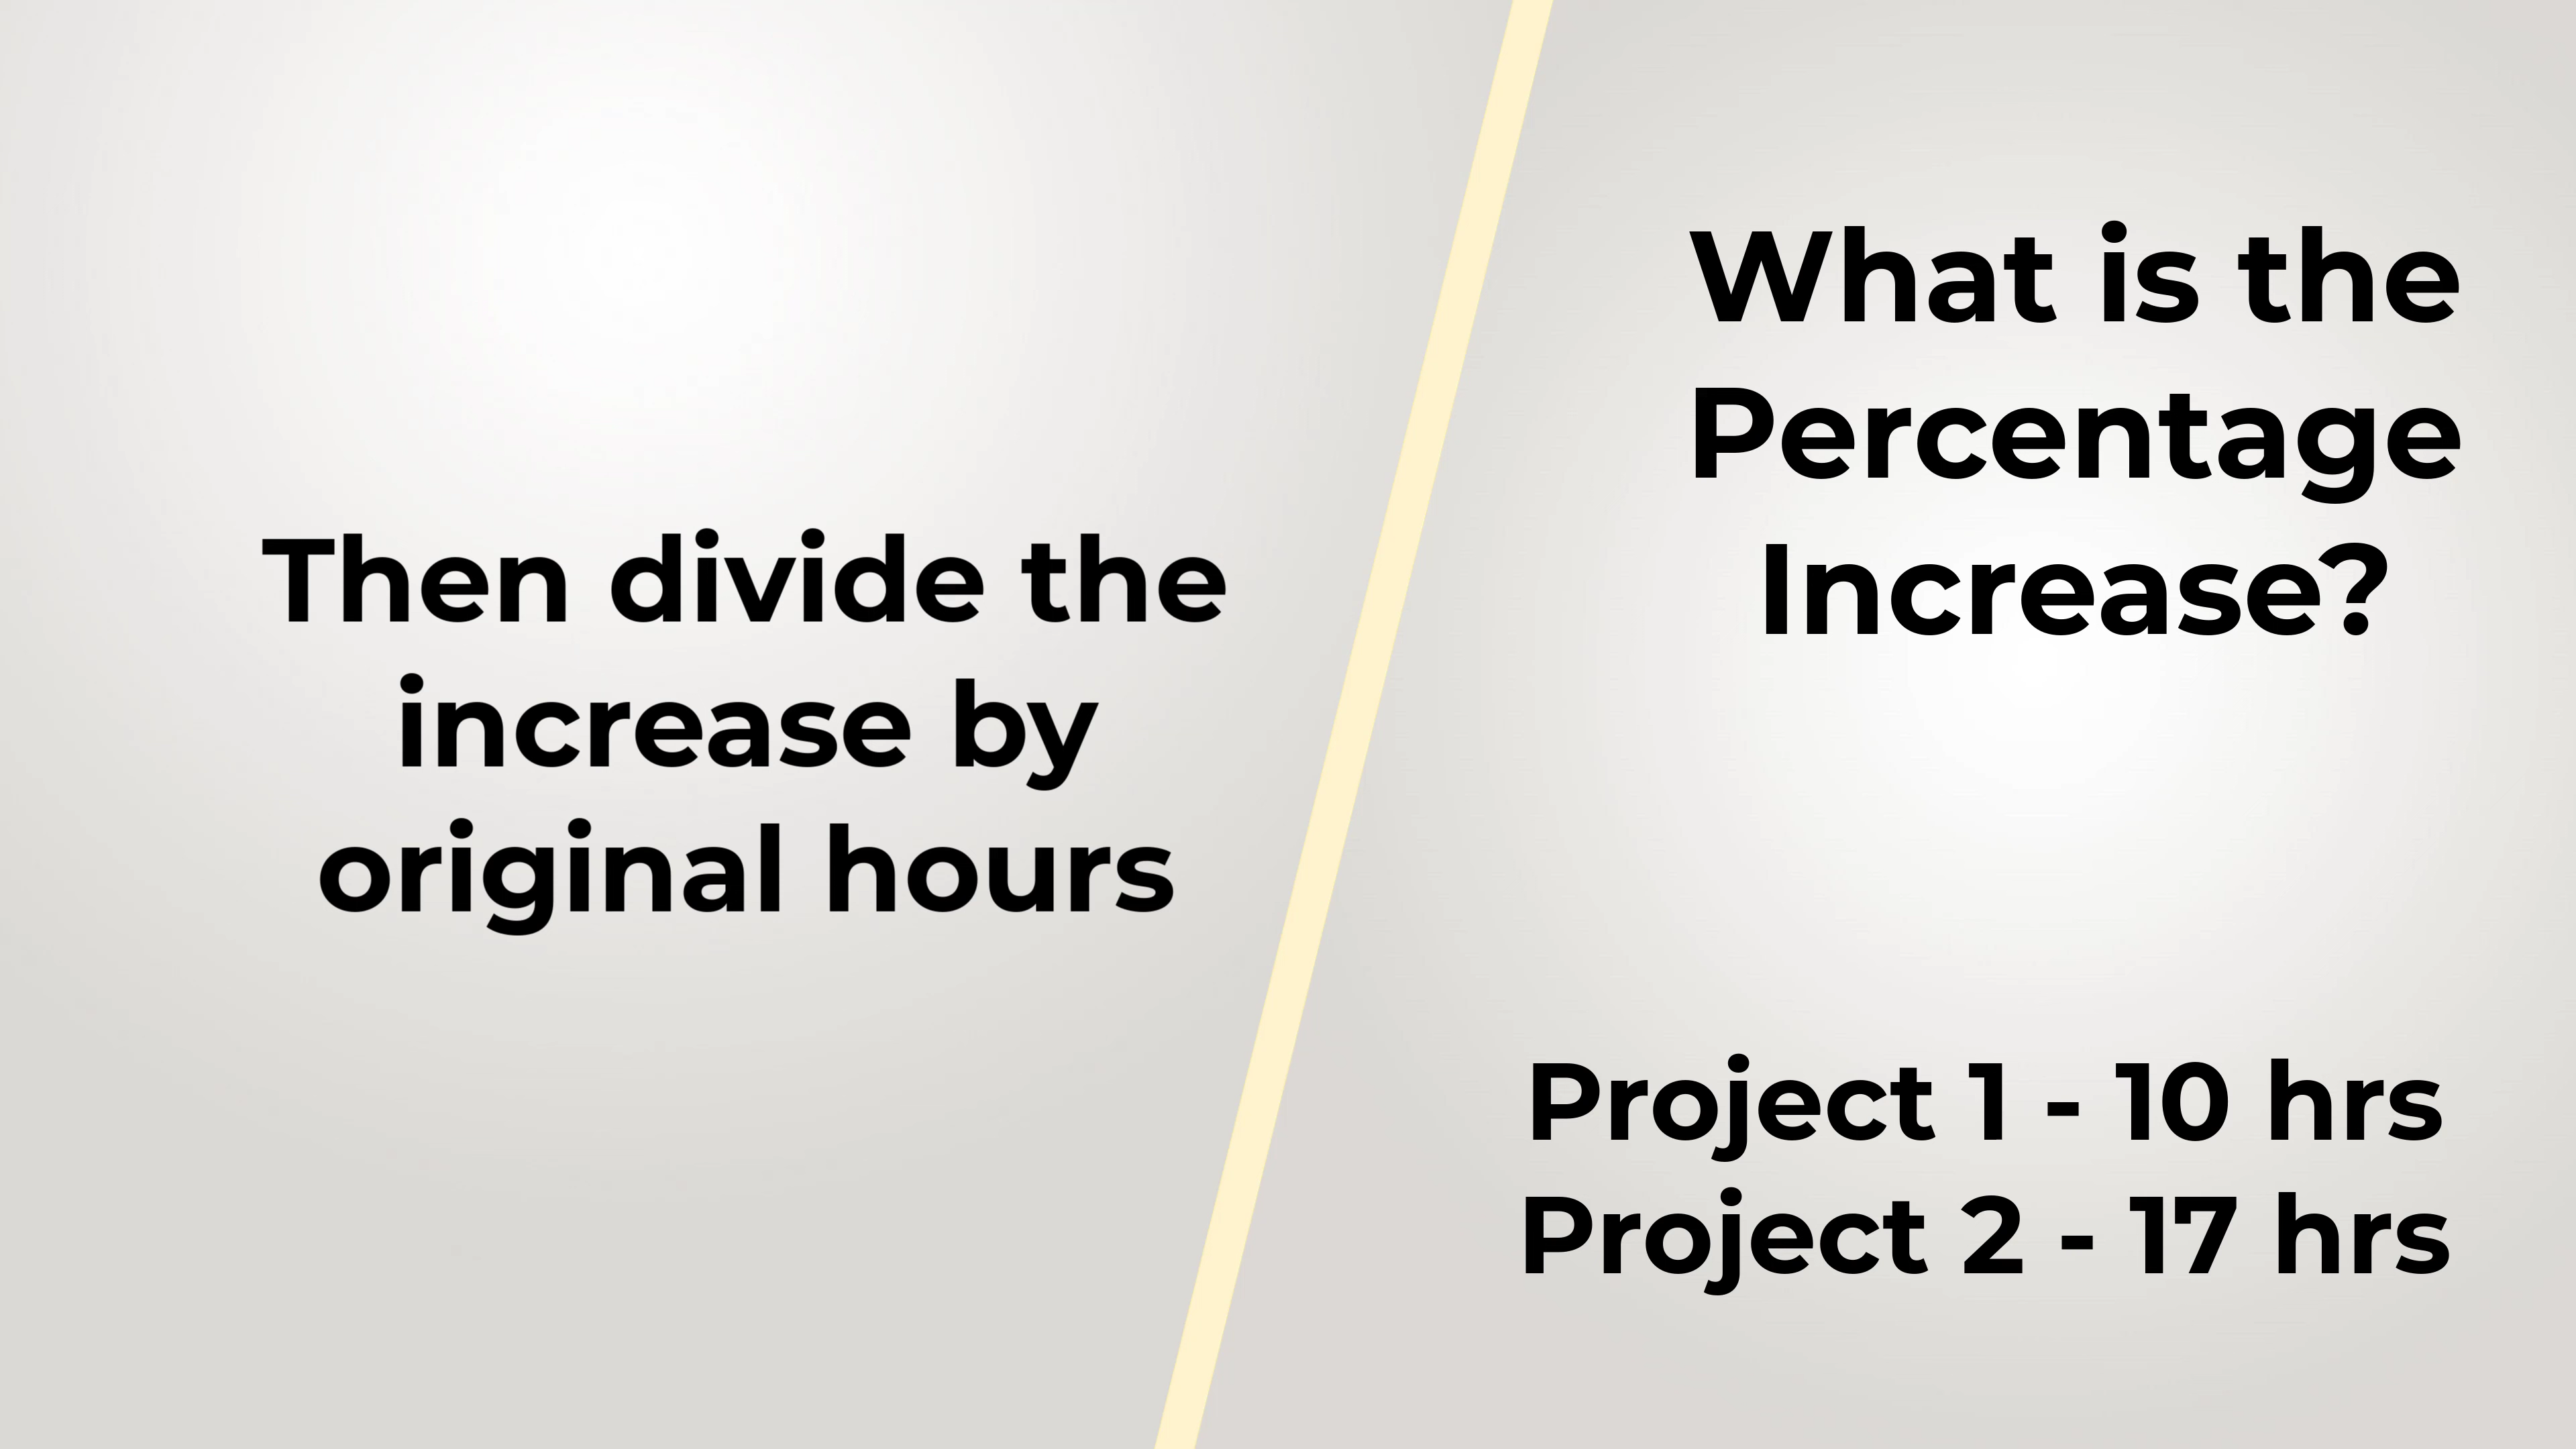 Then divide the
increase by
original hours
What is the
Percentage
Increase?
Project 1 - 10 hrs
Project 2 - 17 hrs